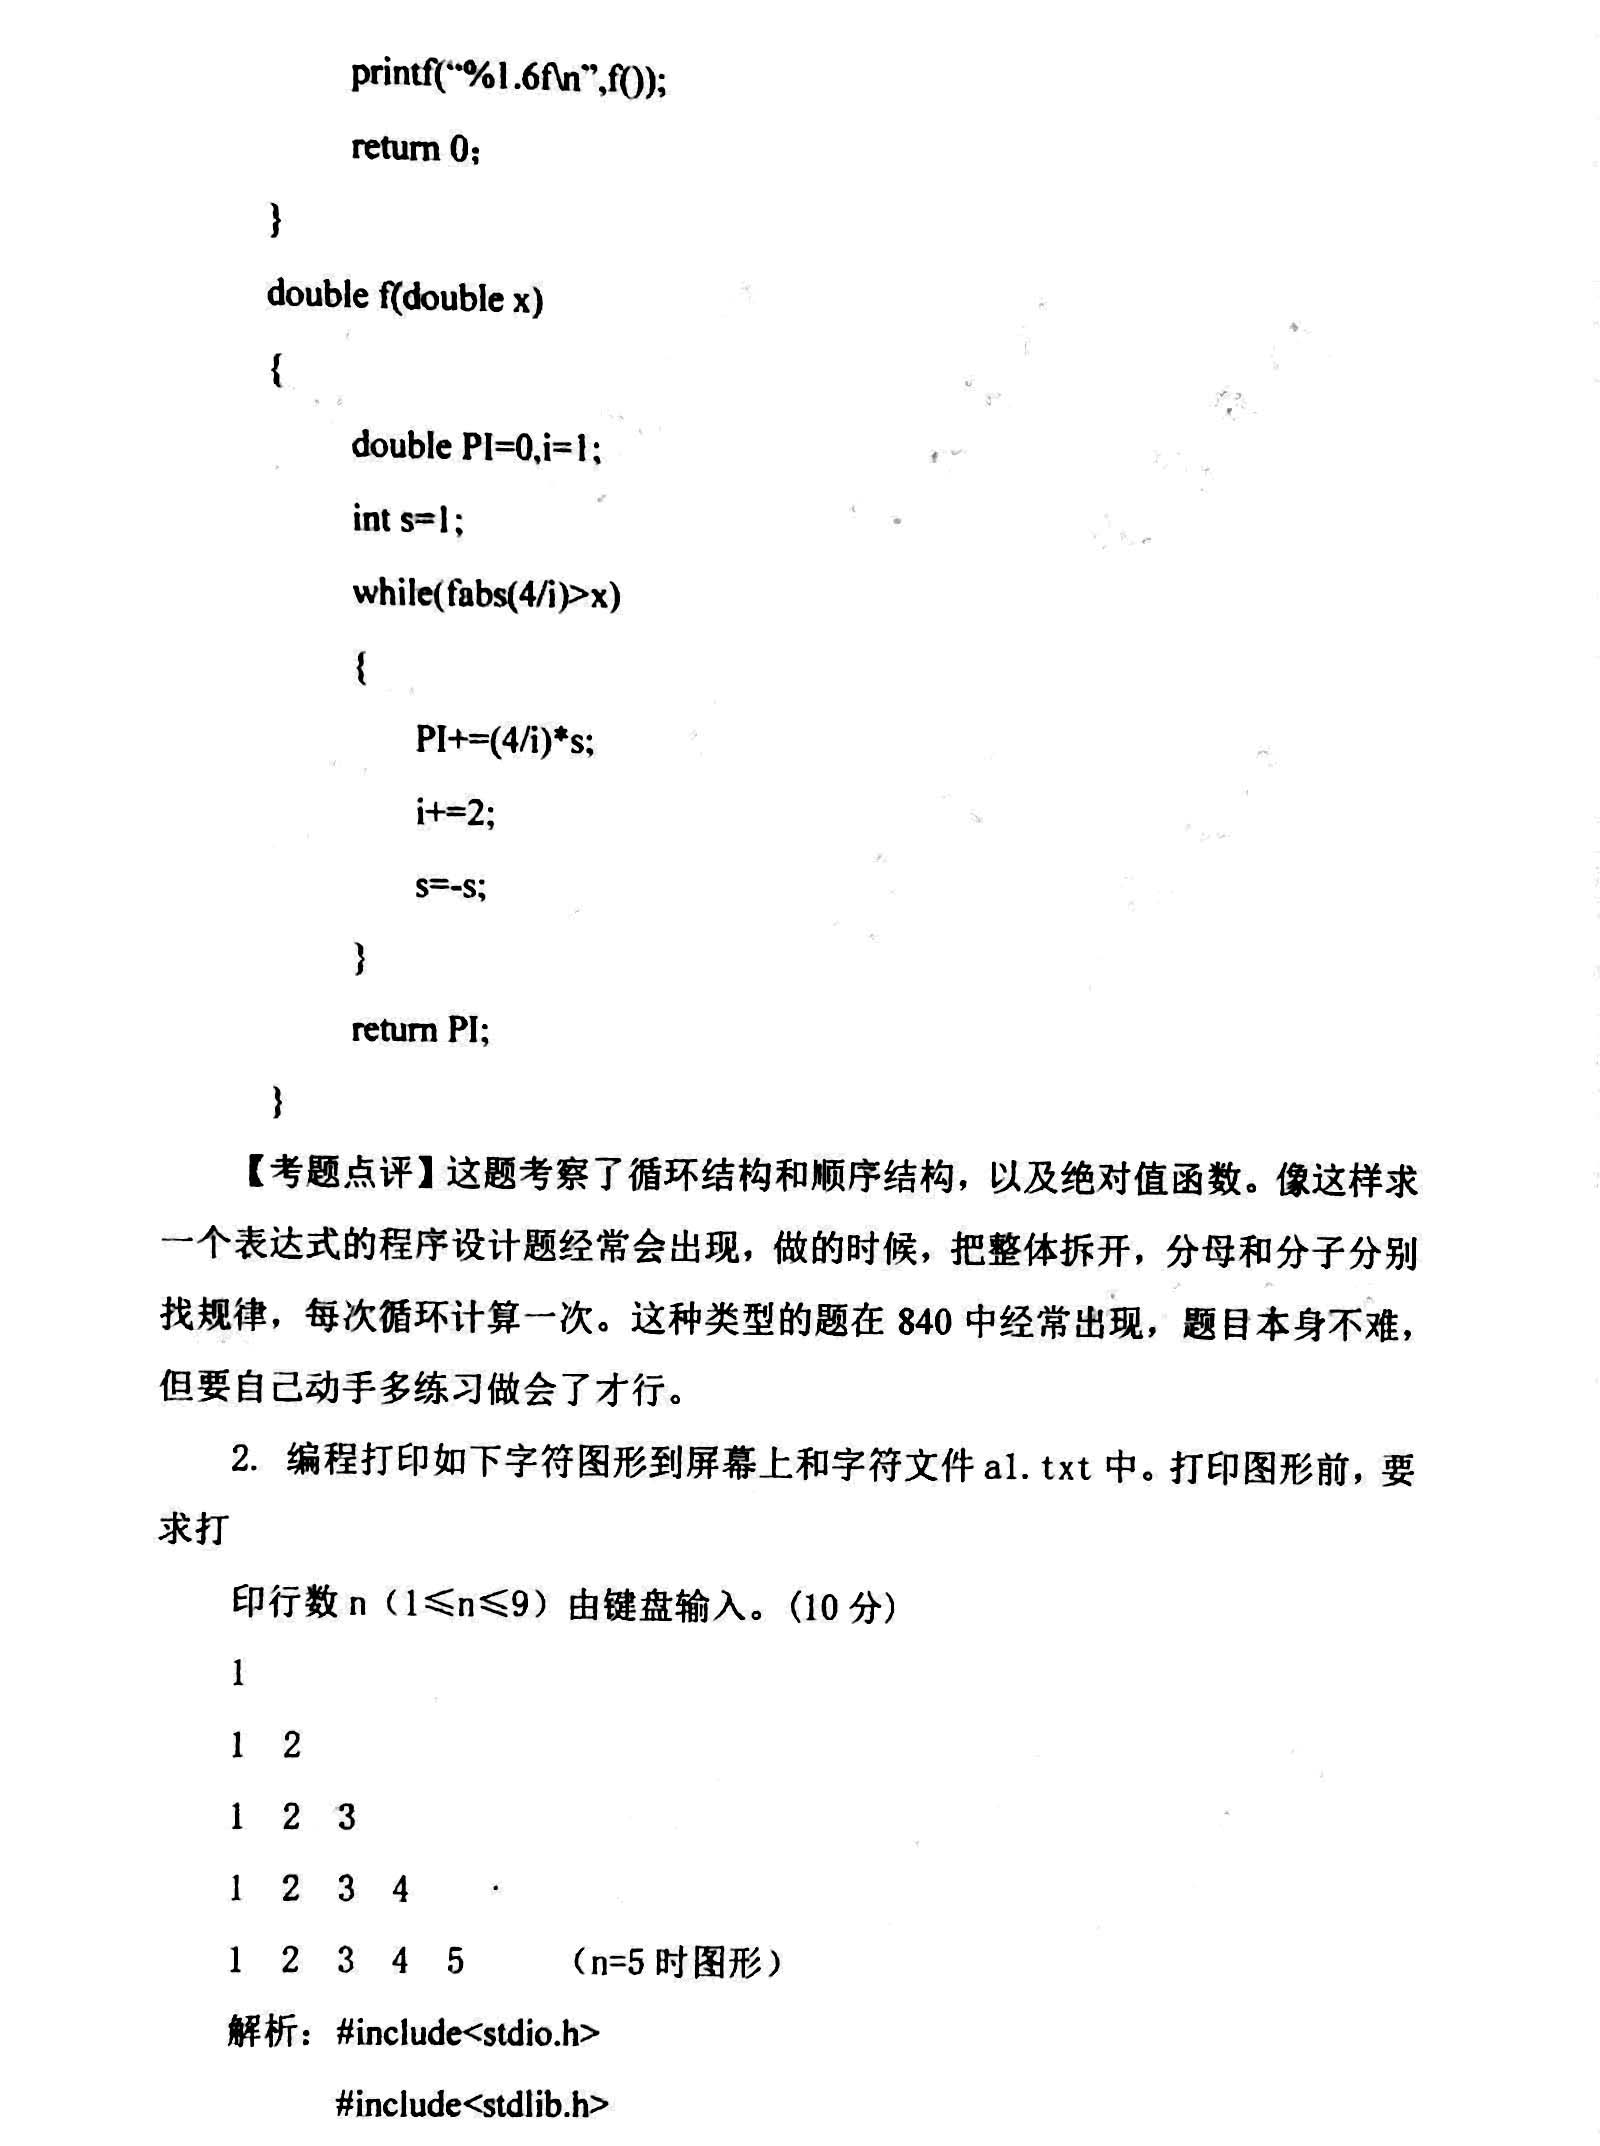 printf(“%1.6f\n”,f());
return 0;
}
double f(double x)
{
double PI=0,i=1;
int s=1;
while(fabs(4/i)>x)
{
PI+=(4/i)*s;
i+=2;
s=-s;
}
return PI;
}
【考题点评】这题考察了循环结构和顺序结构，以及绝对值函数。像这样求
一个表达式的程序设计题经常会出现，做的时候，把整体拆开，分母和分子分别
找规律，每次循环计算一次。这种类型的题在 840 中经常出现，题目本身不难，
但要自己动手多练习做会了才行。
2. 编程打印如下字符图形到屏幕上和字符文件 a1.txt 中。打印图形前，要
求打
印行数 n（1≤n≤9）由键盘输入。(10 分)
1
1 2
1 2 3
1 2 3 4
1 2 3 4 5 （n=5 时图形）
解析：#include<stdio.h>
#include<stdlib.h>